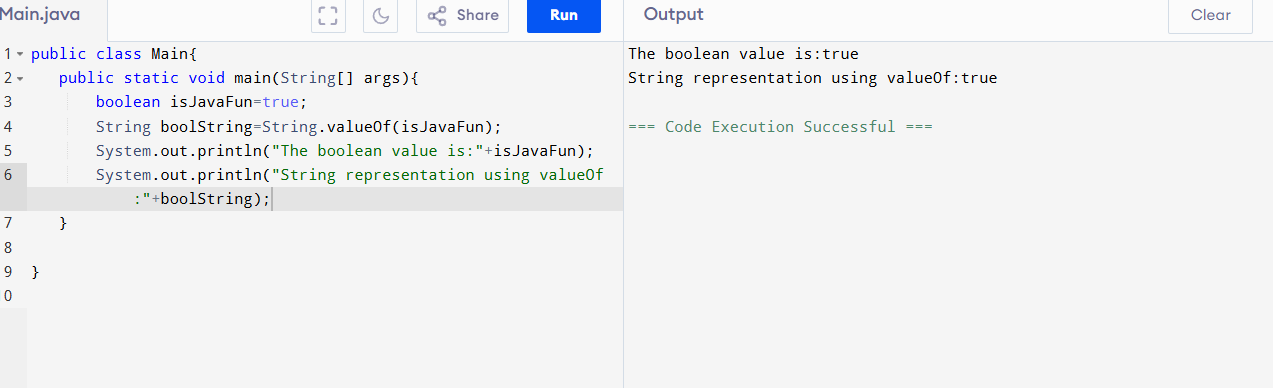 Main.java
Share
Run
Output
Clear
1 public class Main{
2 public static void main(String[] args){
3 boolean isJavaFun=true;
4 String boolString=String.valueOf(isJavaFun);
5 System.out.println("The boolean value is:"+isJavaFun);
6 System.out.println("String representation using valueOf
:"+boolString);
7 }
8
9 }
0
The boolean value is:true
String representation using valueOf:true
=== Code Execution Successful ===